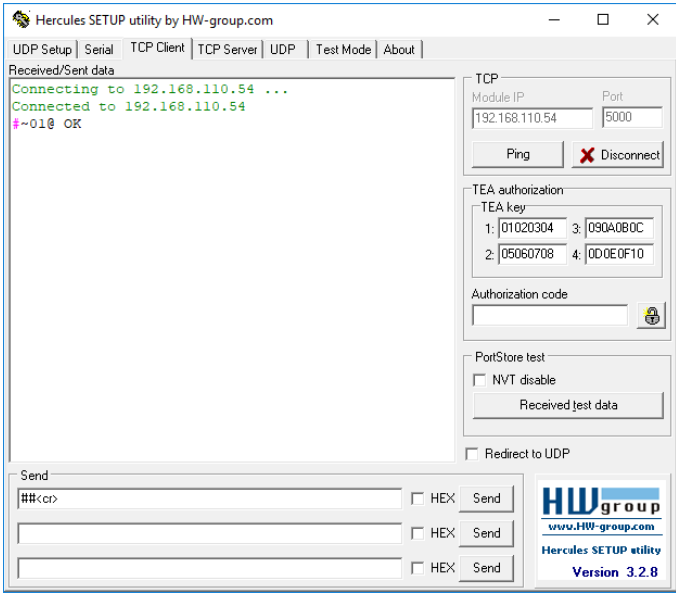 Hercules SETUP utility by HW-group.com
UDP Setup Serial TCP Client TCP Server UDP Test Mode About
Received/Sent data
Connecting to 192.168.110.54 ...
Connected to 192.168.110.54
#~01@ OK
TCP
Module IP Port
192.168.110.54 5000
Ping Disconnect
TEA authorization
TEA key
1: 01020304 3: 090A0B0C
2: 05060708 4: 0D0E0F10
Authorization code
PortStore test
NVT disable
Received test data
Redirect to UDP
Send
##<cr> HEX Send
HEX Send
HEX Send
HW group
www.HW-group.com
Hercules SETUP utility
Version 3.2.8